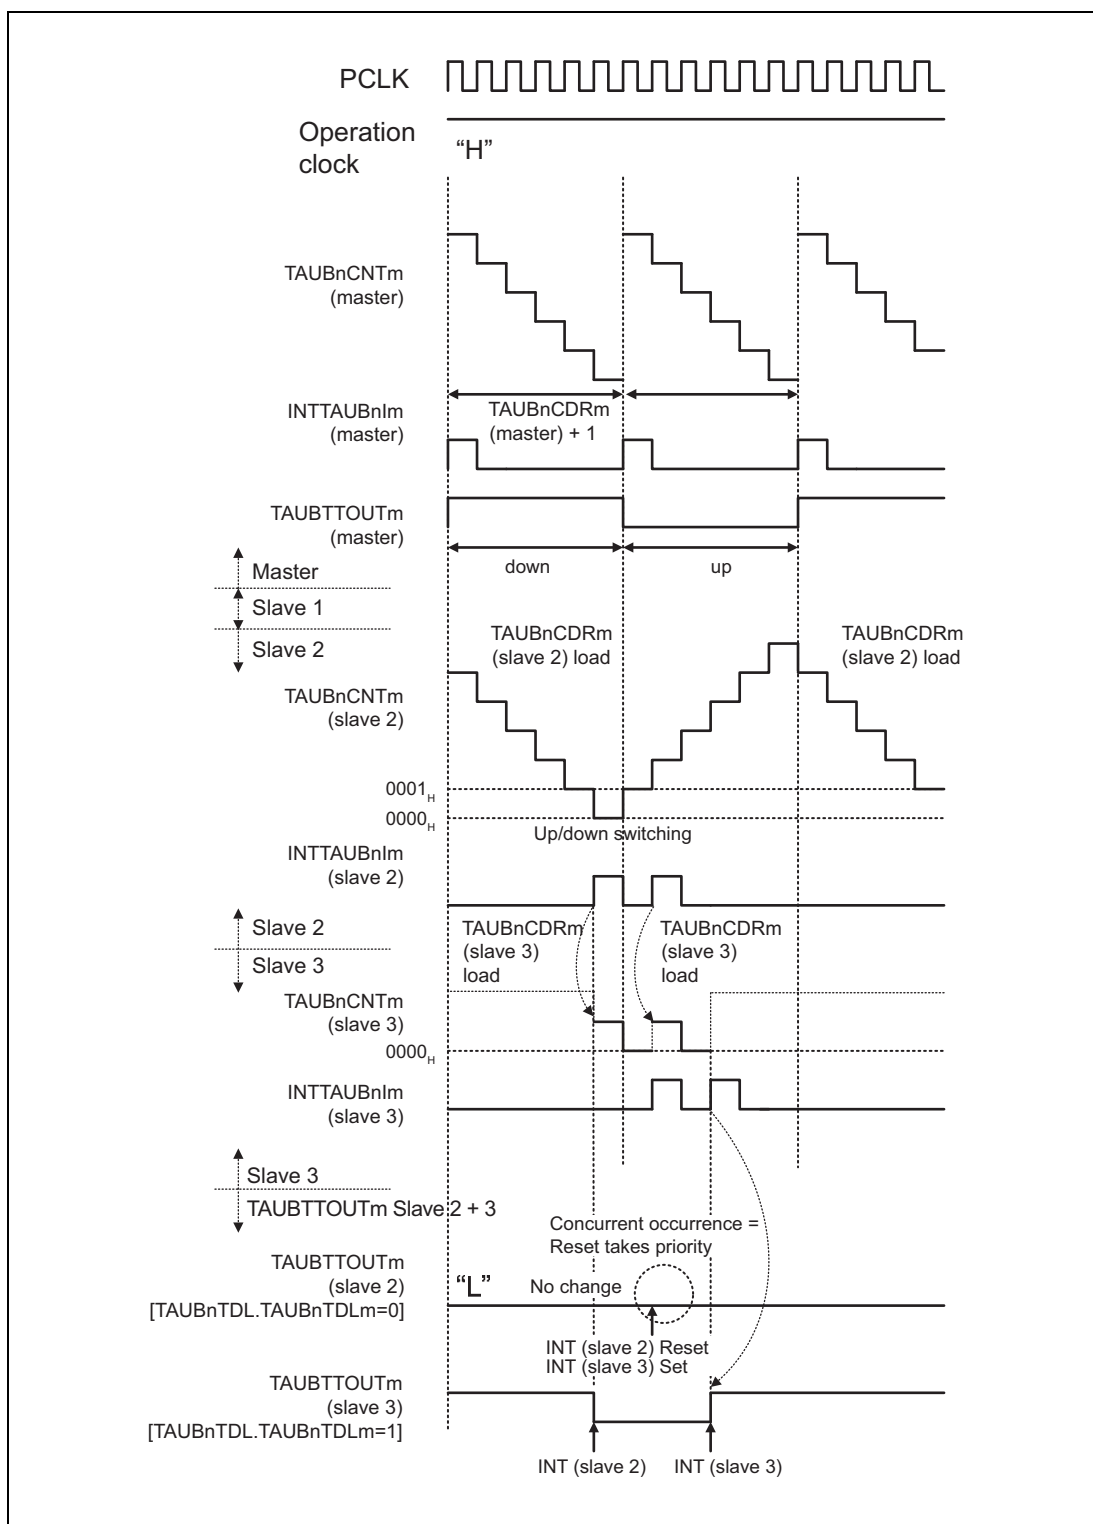 PCLK
Operation
clock
“H”
TAUBnCNTm
(master)
INTTAUBnIm
(master)
TAUBnCDRm
(master) + 1
TAUBTTOUTm
(master)
down
up
Master
Slave 1
Slave 2
TAUBnCDRm
(slave 2) load
TAUBnCDRm
(slave 2) load
TAUBnCNTm
(slave 2)
0001H
0000H
Up/down switching
INTTAUBnIm
(slave 2)
Slave 2
Slave 3
TAUBnCDRm
(slave 3)
load
TAUBnCDRm
(slave 3)
load
TAUBnCNTm
(slave 3)
0000H
INTTAUBnIm
(slave 3)
Slave 3
TAUBTTOUTm Slave 2 + 3
Concurrent occurrence =
Reset takes priority
TAUBTTOUTm
(slave 2)
[TAUBnTDL.TAUBnTDLm=0]
“L”
No change
INT (slave 2) Reset
INT (slave 3) Set
TAUBTTOUTm
(slave 3)
[TAUBnTDL.TAUBnTDLm=1]
INT (slave 2)
INT (slave 3)